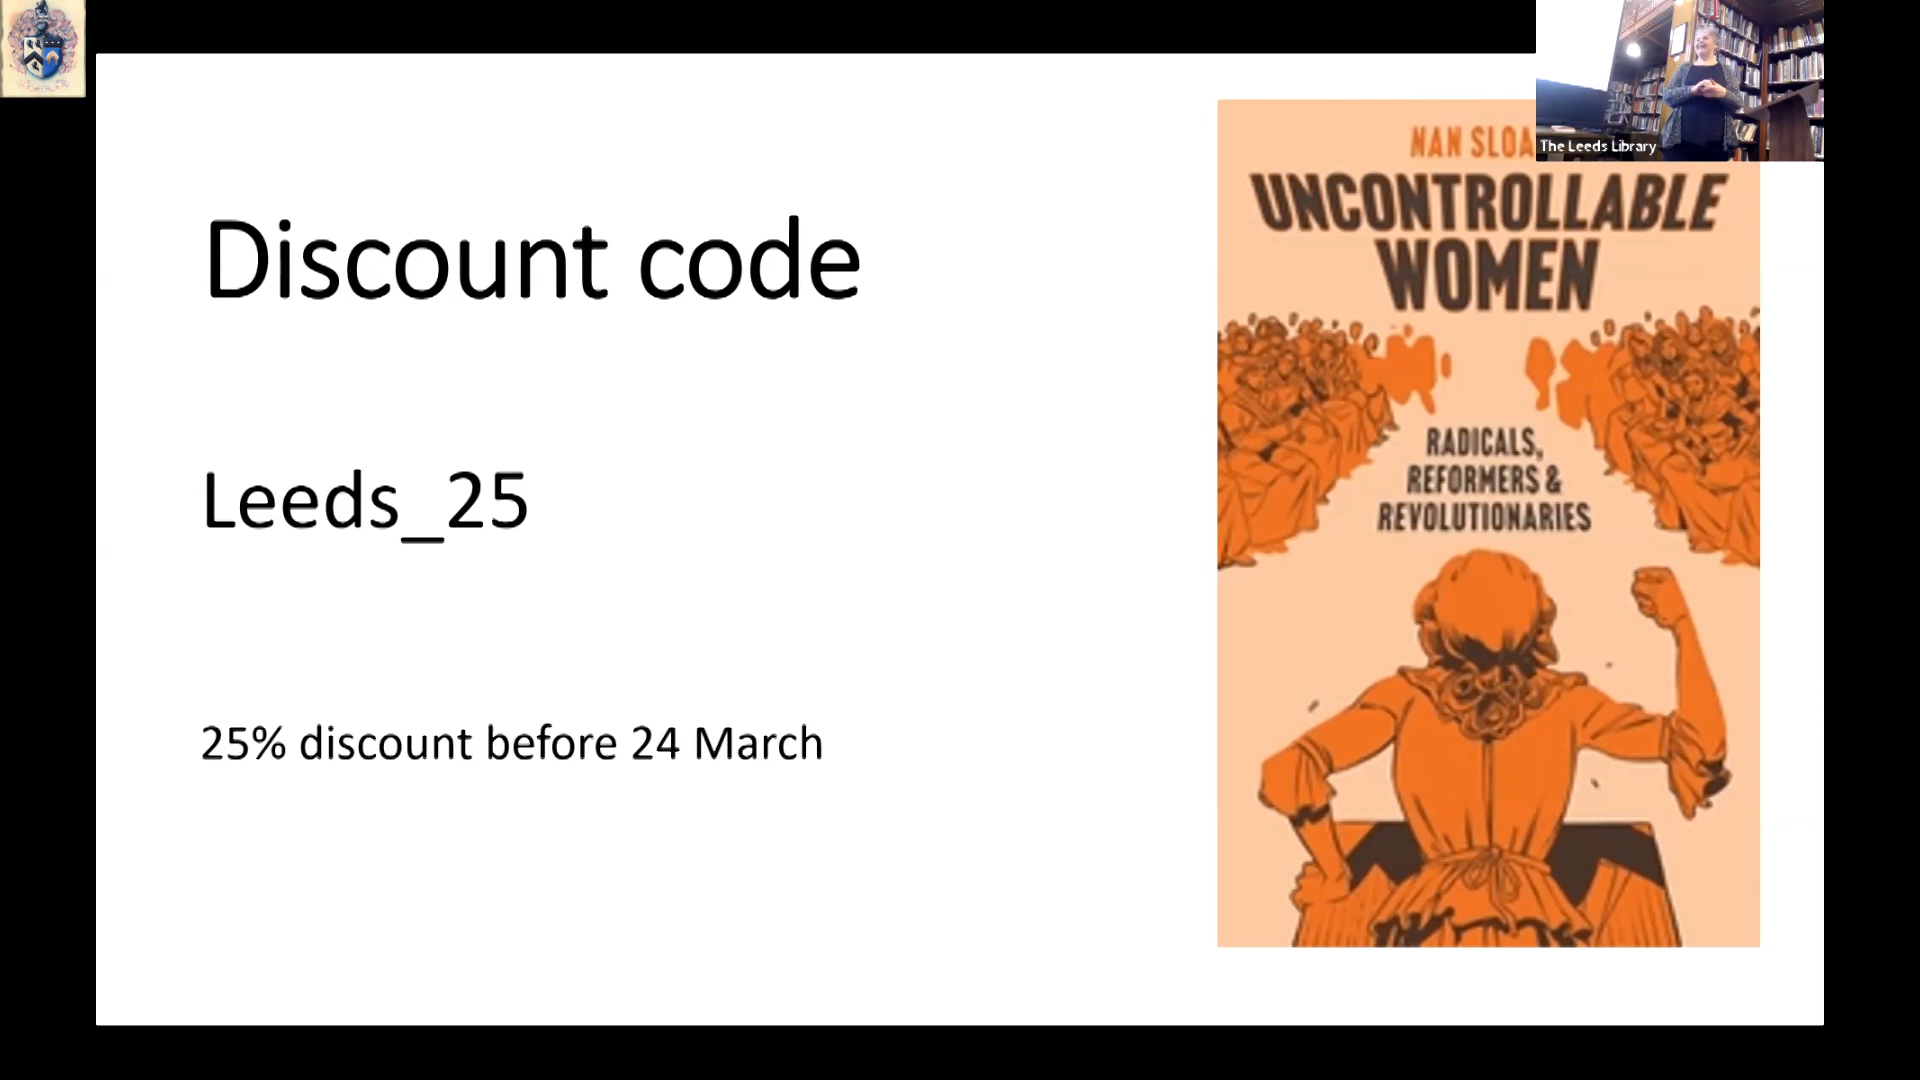 Discount code
Leeds_25
25% discount before 24 March
NAN SLOA
UNCONTROLLABLE
WOMEN
RADICALS,
REFORMERS &
REVOLUTIONARIES
The Leeds Library